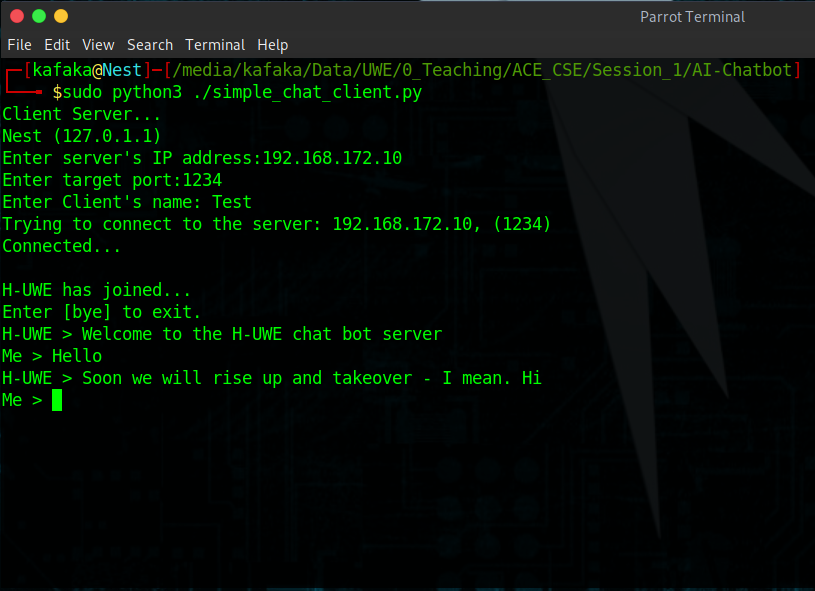 Parrot Terminal
File Edit View Search Terminal Help
┌─[kafaka@Nest]─[/media/kafaka/Data/UWE/0_Teaching/ACE_CSE/Session_1/AI-Chatbot]
└──╼ $sudo python3 ./simple_chat_client.py
Client Server...
Nest (127.0.1.1)
Enter server's IP address:192.168.172.10
Enter target port:1234
Enter Client's name: Test
Trying to connect to the server: 192.168.172.10, (1234)
Connected...
H-UWE has joined...
Enter [bye] to exit.
H-UWE > Welcome to the H-UWE chat bot server
Me > Hello
H-UWE > Soon we will rise up and takeover - I mean. Hi
Me >